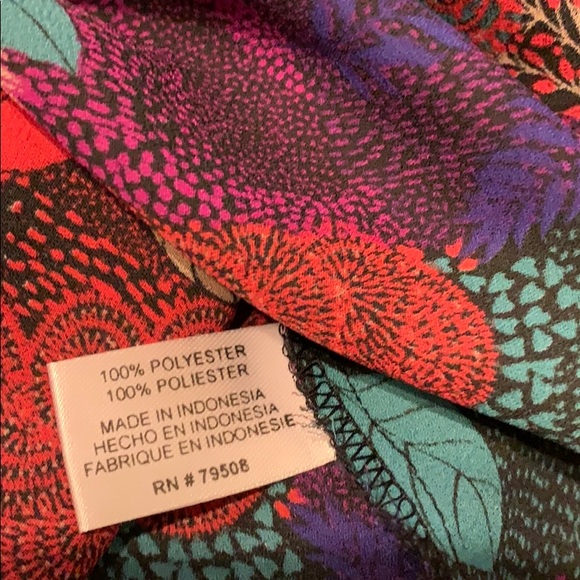 100% POLYESTER
100% POLIESTER
MADE IN INDONESIA
HECHO EN INDONESIA
FABRIQUE EN INDONESIE
RN # 79508